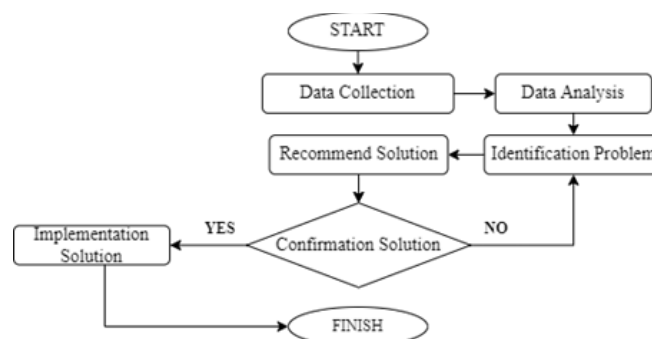 START
Data Collection
Data Analysis
Recommend Solution
Identification Problem
YES
NO
Implementation
Solution
Confirmation Solution
FINISH